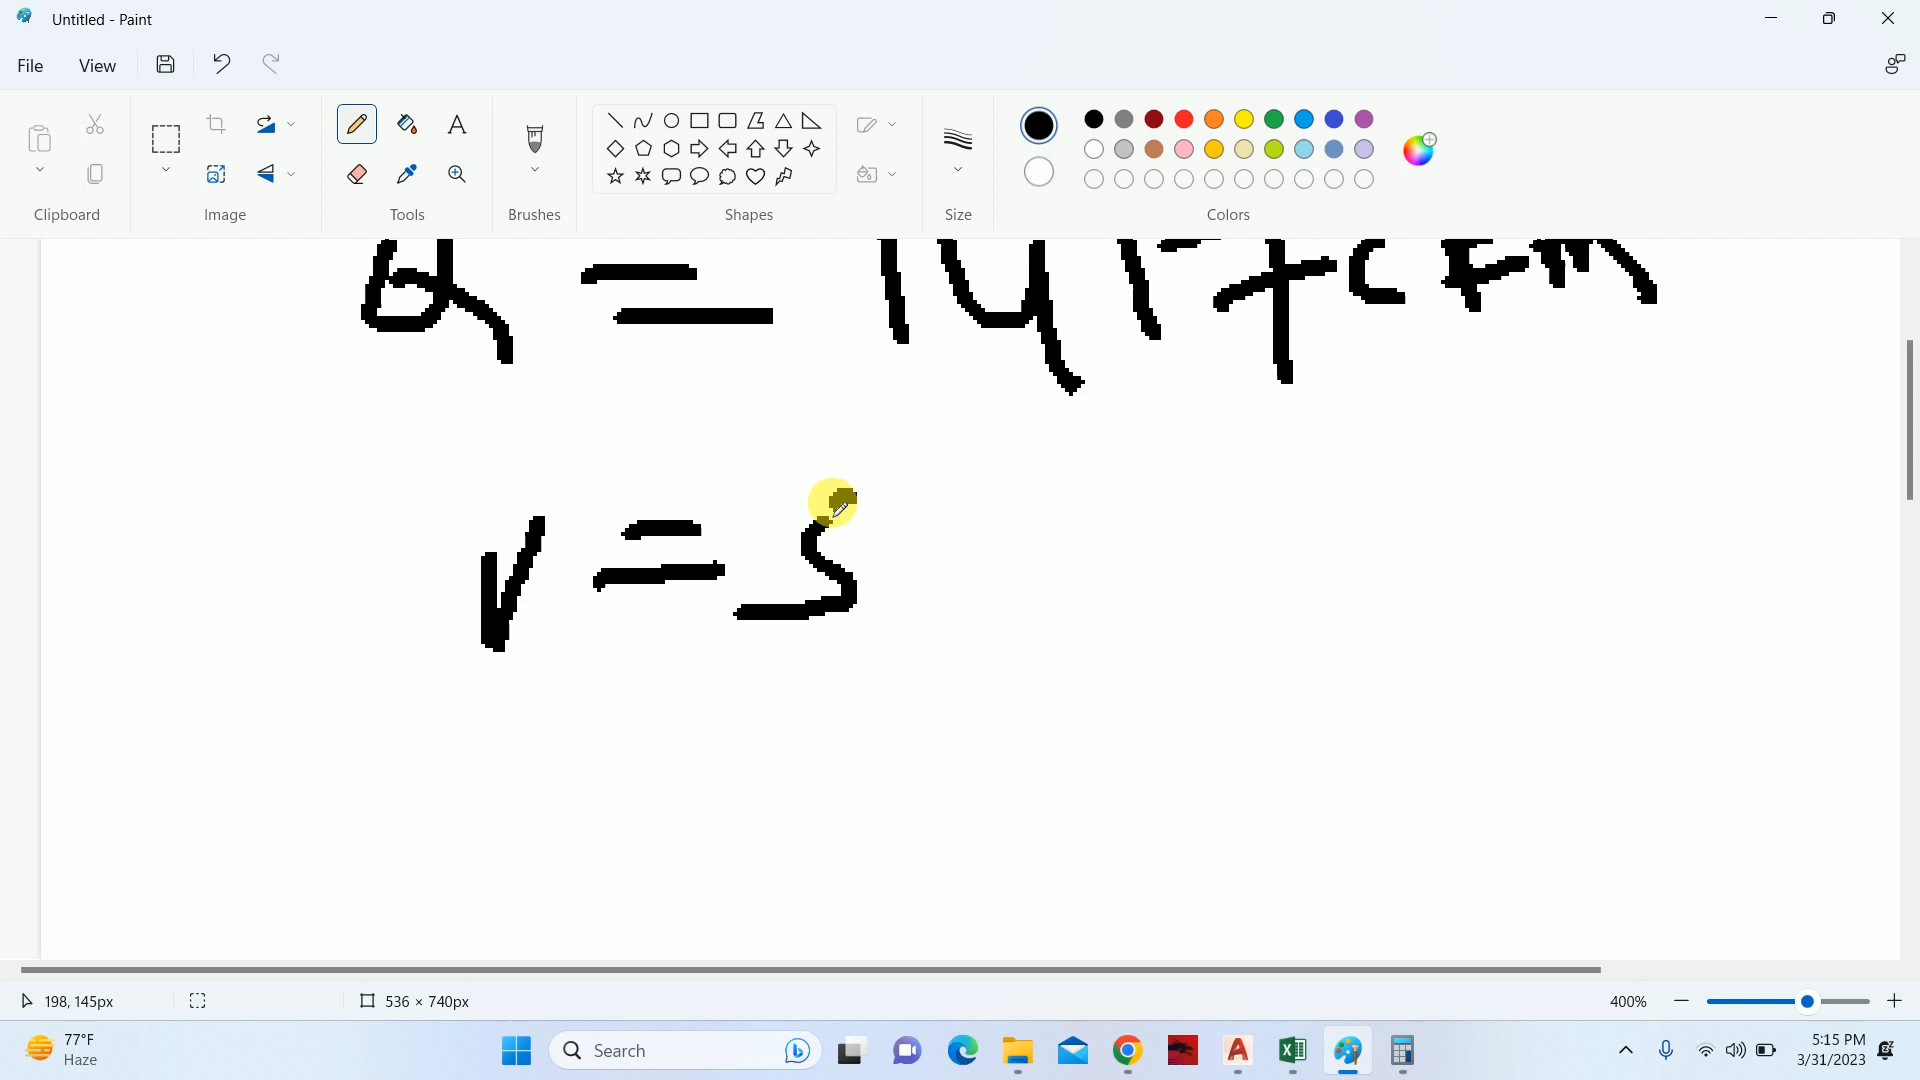 Untitled - Paint
File View
Clipboard Image Tools Brushes Shapes Size Colors
V = S
198, 145px 536 × 740px 400%
77°F
Haze
Search
5:15 PM
3/31/2023